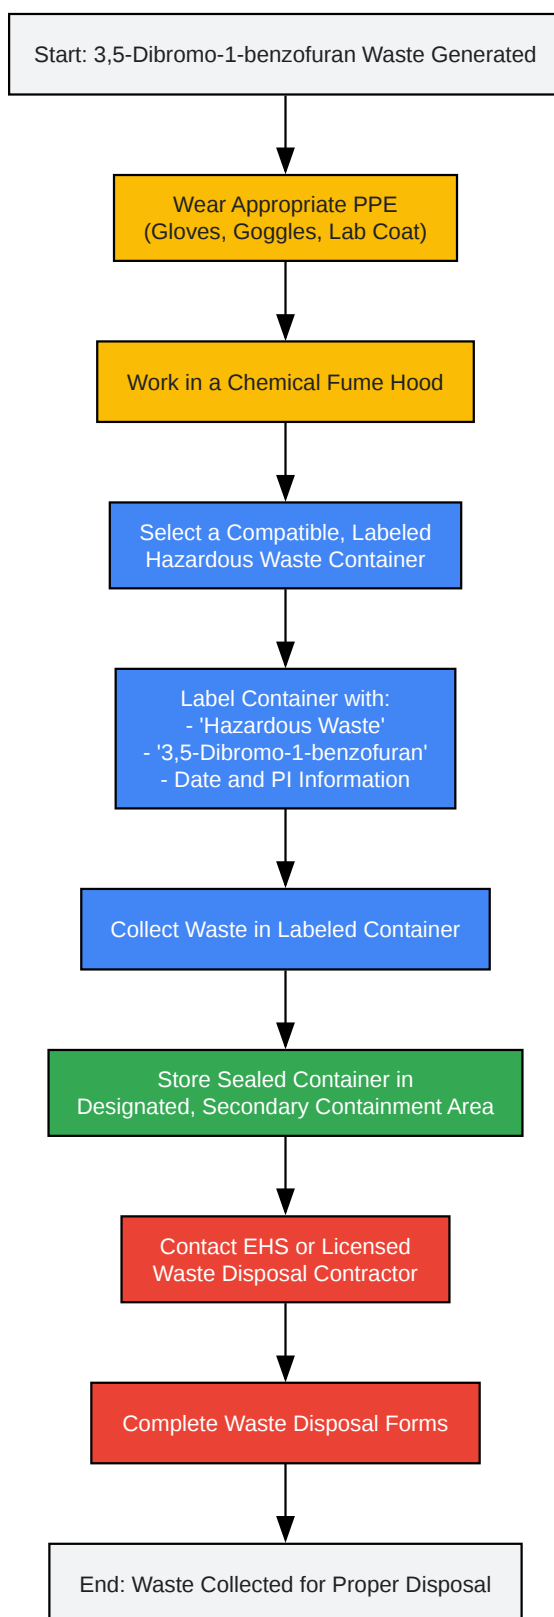 Start: 3,5-Dibromo-1-benzofuran Waste Generated
Wear Appropriate PPE
(Gloves, Goggles, Lab Coat)
Work in a Chemical Fume Hood
Select a Compatible, Labeled
Hazardous Waste Container
Label Container with:
- 'Hazardous Waste'
- '3,5-Dibromo-1-benzofuran'
- Date and PI Information
Collect Waste in Labeled Container
Store Sealed Container in
Designated, Secondary Containment Area
Contact EHS or Licensed
Waste Disposal Contractor
Complete Waste Disposal Forms
End: Waste Collected for Proper Disposal